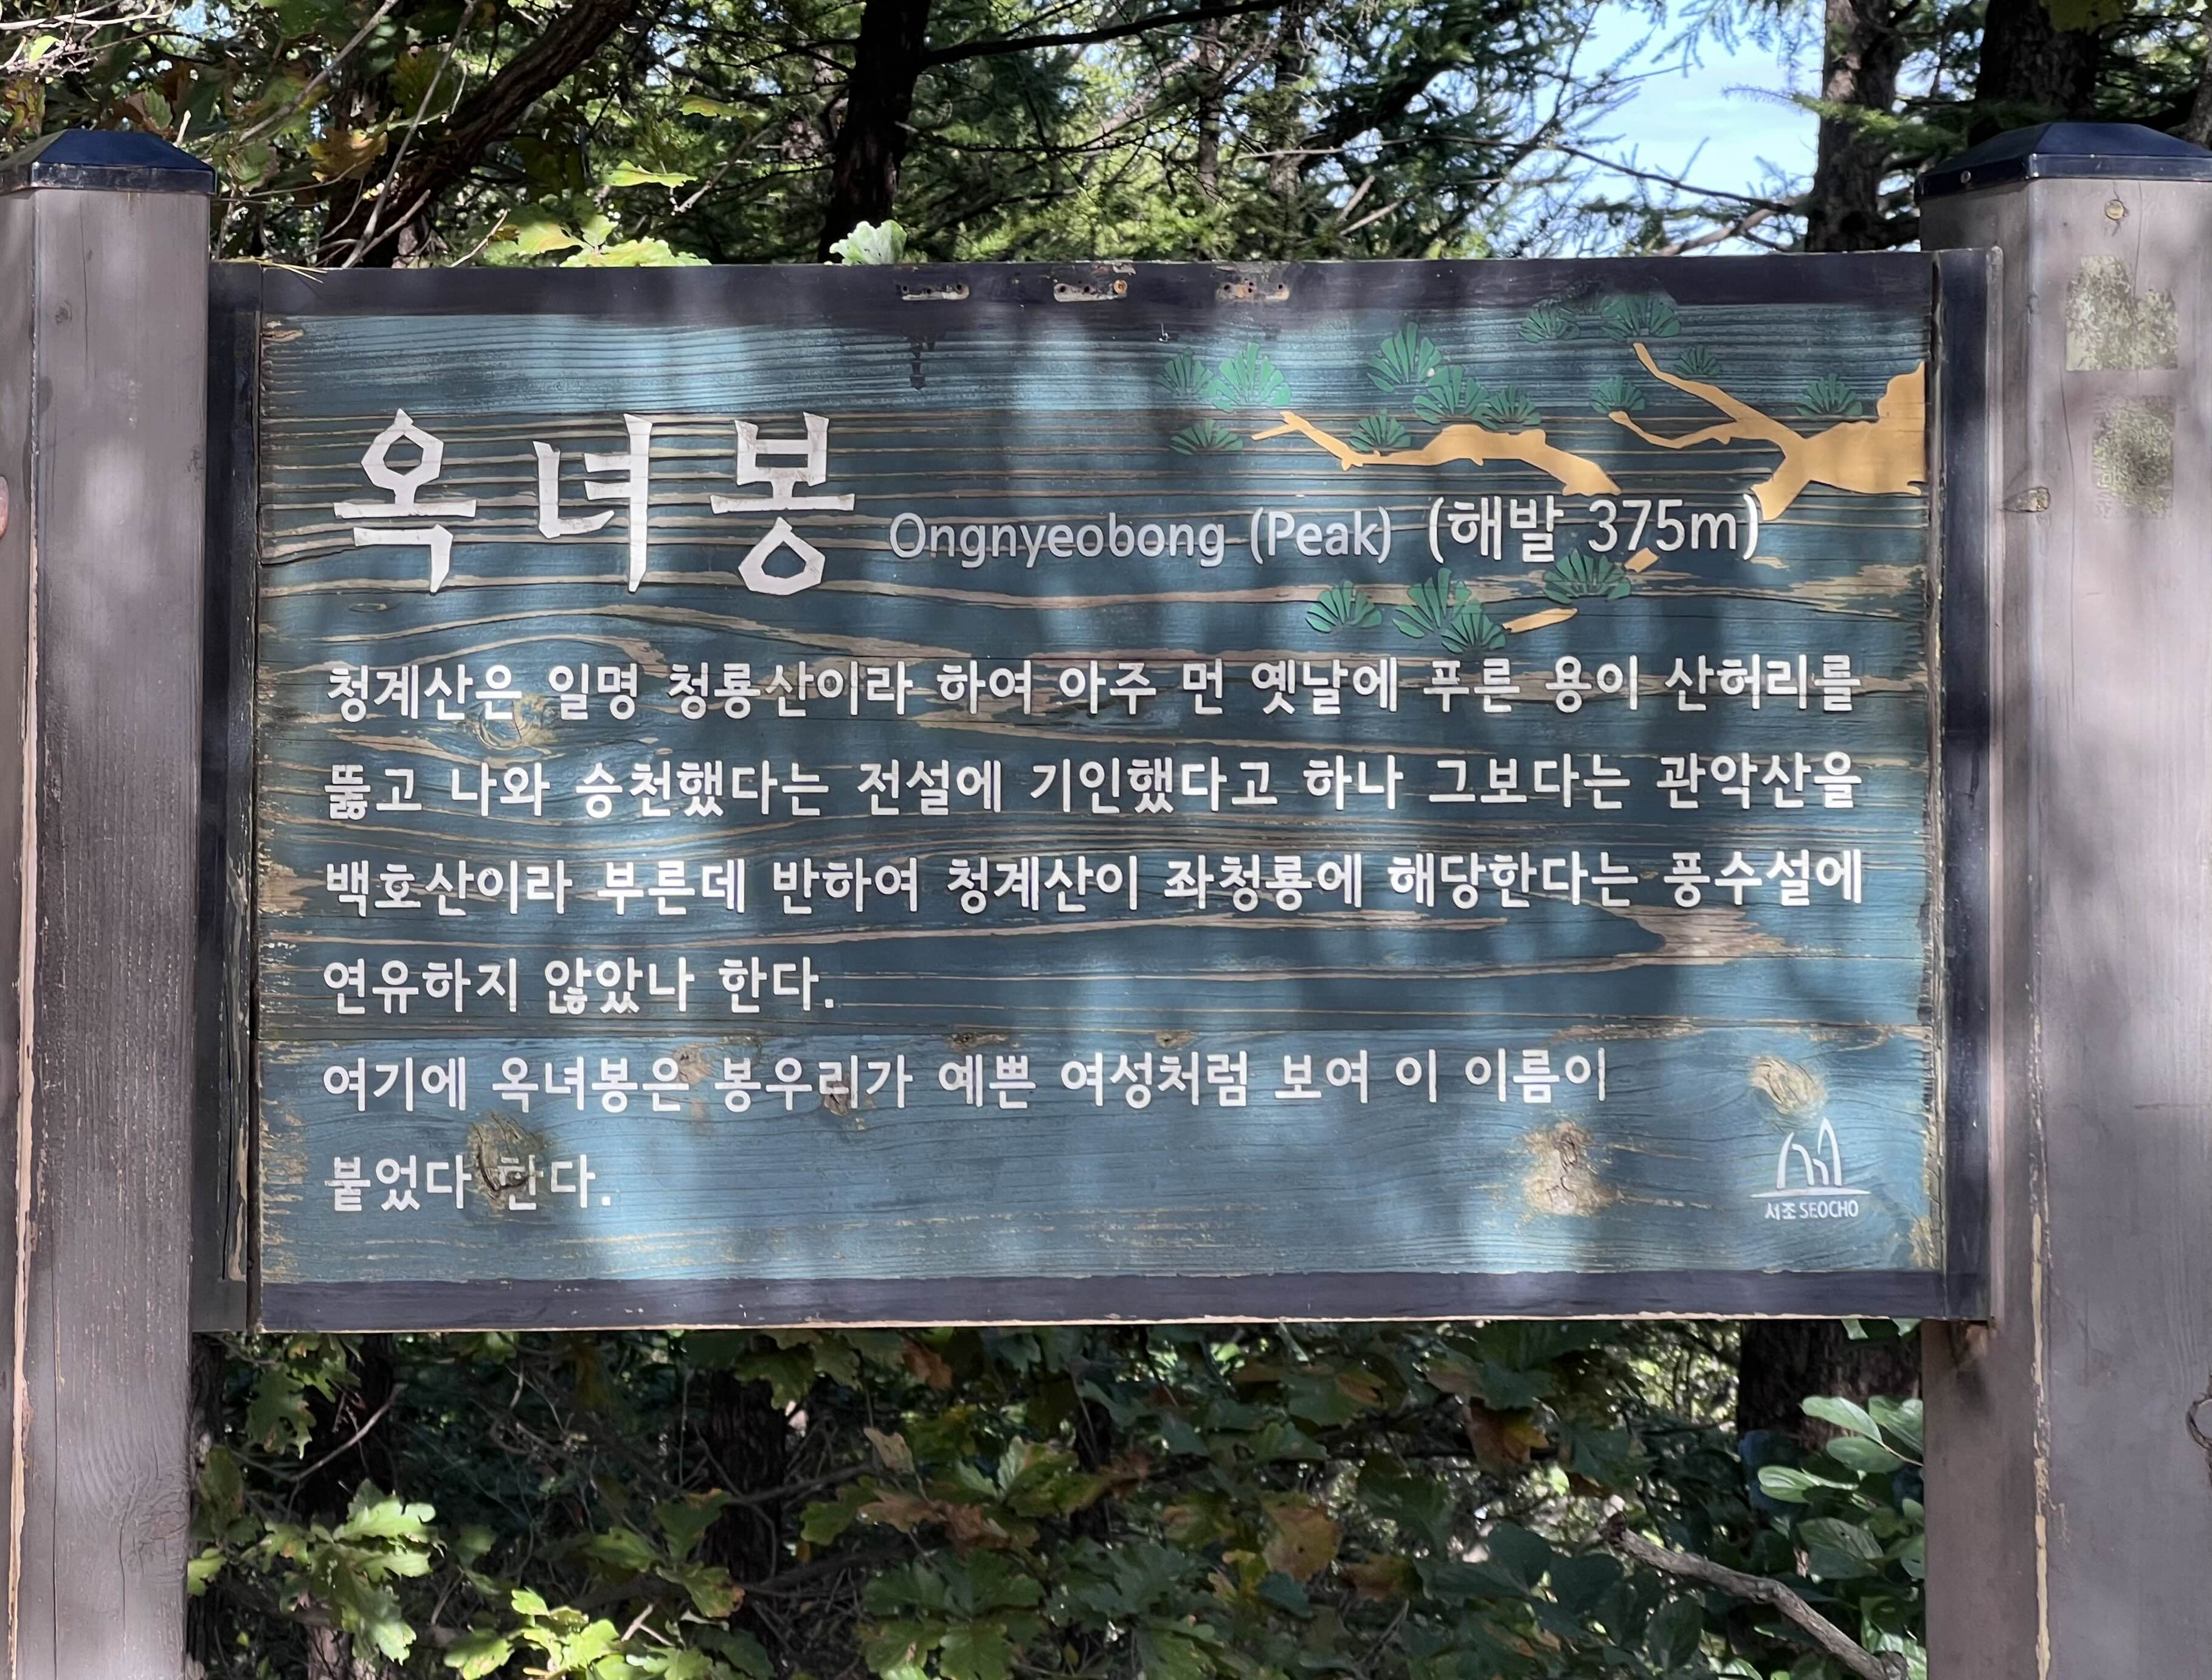 옥녀봉 Ongnyeobong (Peak) (해발 375m)
청계산은 일명 청룡산이라 하여 아주 먼 옛날에 푸른 용이 산허리를
뚫고 나와 승천했다는 전설에 기인했다고 하나 그보다는 관악산을
백호산이라 부른데 반하여 청계산이 좌청룡에 해당한다는 풍수설에
연유하지 않았나 한다.
여기에 옥녀봉은 봉우리가 예쁜 여성처럼 보여 이 이름이
붙었다 한다.
서초 SEOCHO